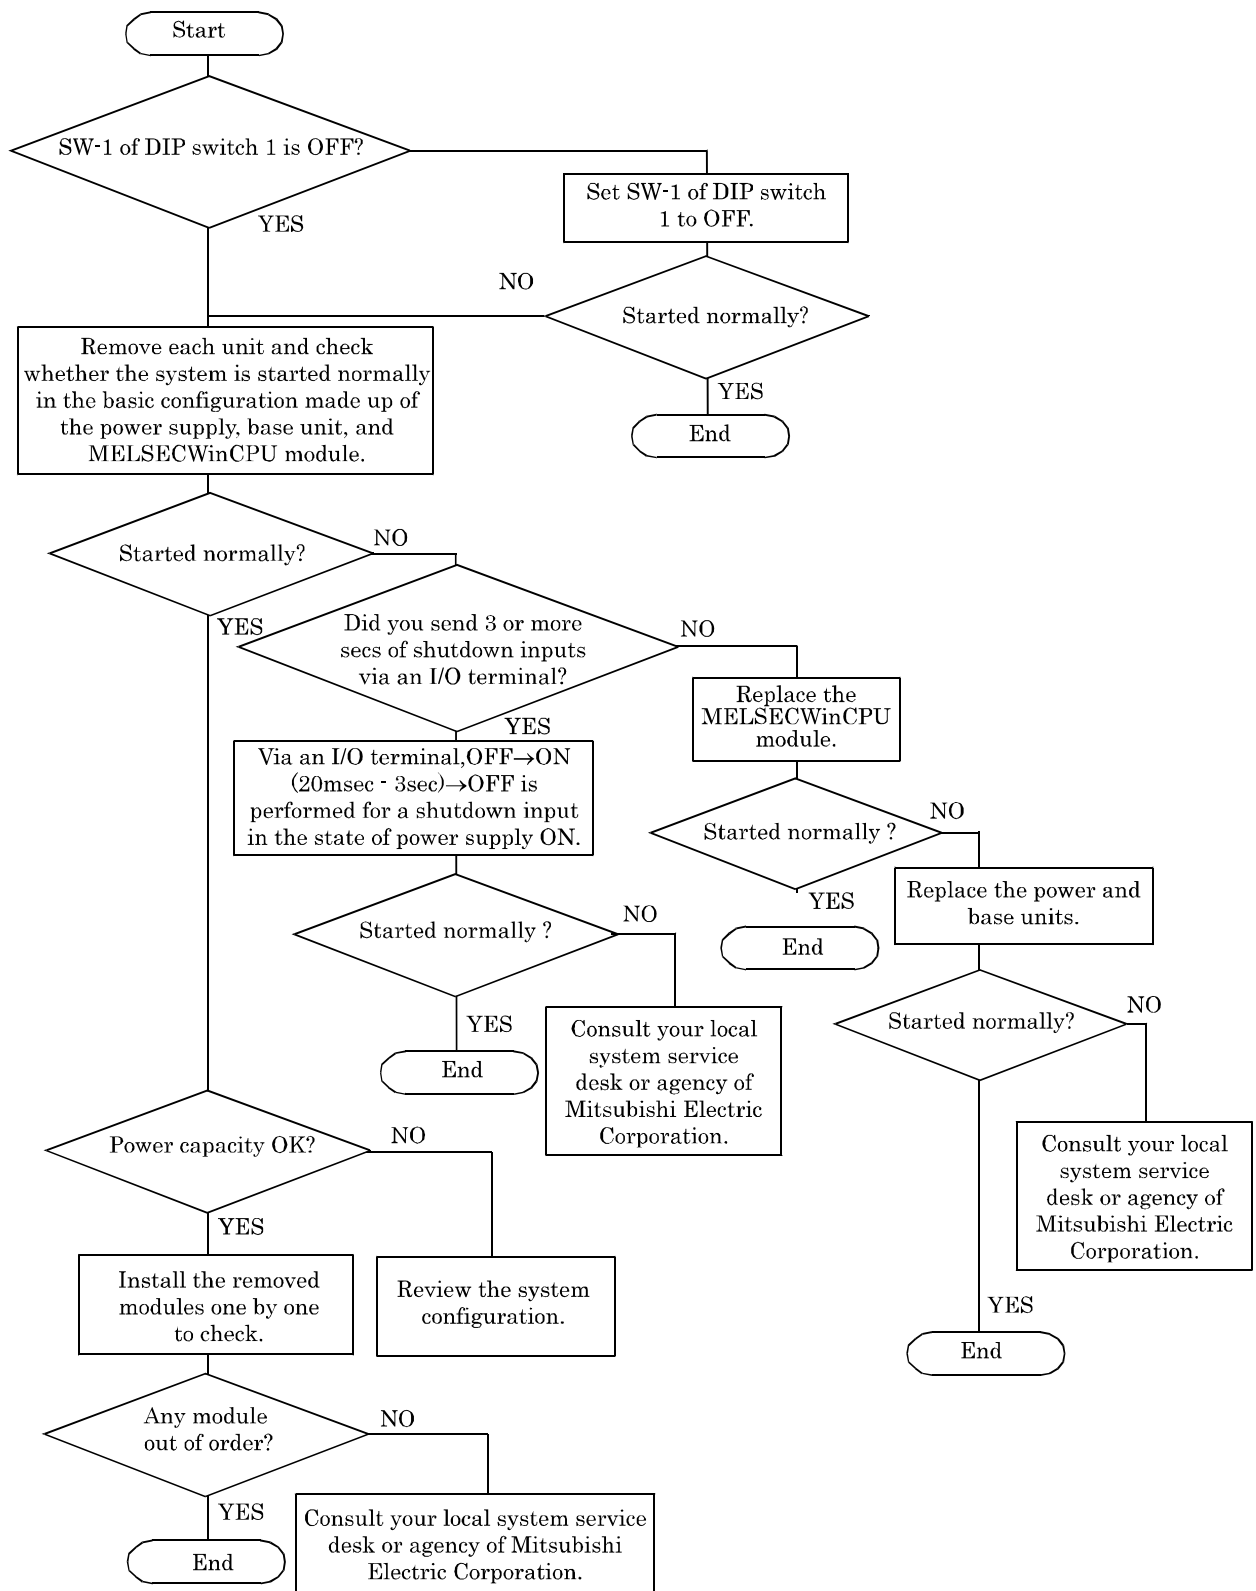 Start
SW-1 of DIP switch 1 is OFF?
YES
Set SW-1 of DIP switch
1 to OFF.
NO
Started normally?
YES
End
Remove each unit and check
whether the system is started normally
in the basic configuration made up of
the power supply, base unit, and
MELSECWinCPU module.
Started normally?
NO
YES
Did you send 3 or more
secs of shutdown inputs
via an I/O terminal?
NO
YES
Replace the
MELSECWinCPU
module.
Via an I/O terminal,OFF→ON
(20msec - 3sec)→OFF is
performed for a shutdown input
in the state of power supply ON.
Started normally ?
NO
YES
End
Replace the power and
base units.
Started normally ?
NO
YES
End
Consult your local
system service
desk or agency of
Mitsubishi Electric
Corporation.
Started normally?
NO
Consult your local
system service
desk or agency of
Mitsubishi Electric
Corporation.
YES
End
Power capacity OK?
NO
YES
Install the removed
modules one by one
to check.
Review the system
configuration.
Any module
out of order?
NO
YES
End
Consult your local system service
desk or agency of Mitsubishi
Electric Corporation.